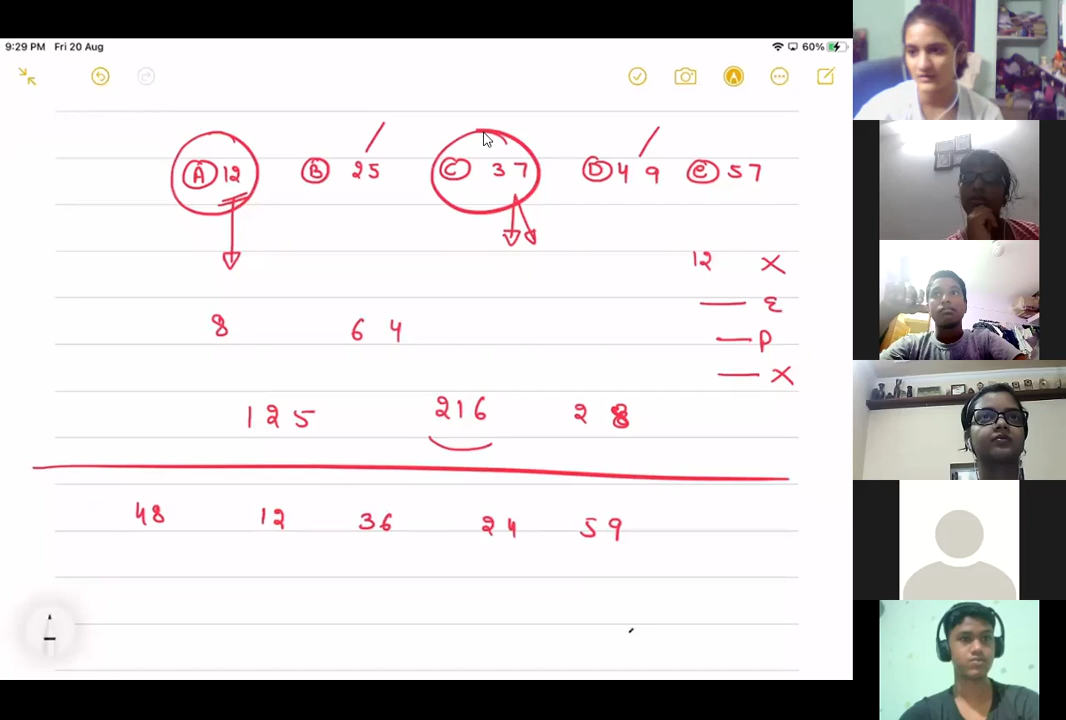 9:29 PM Fri 20 Aug 60%
A 12 B 25 C 37 D 49 e 57
12 X
— E
8 64
— P
— X
125 216 28
48 12 36 24 59